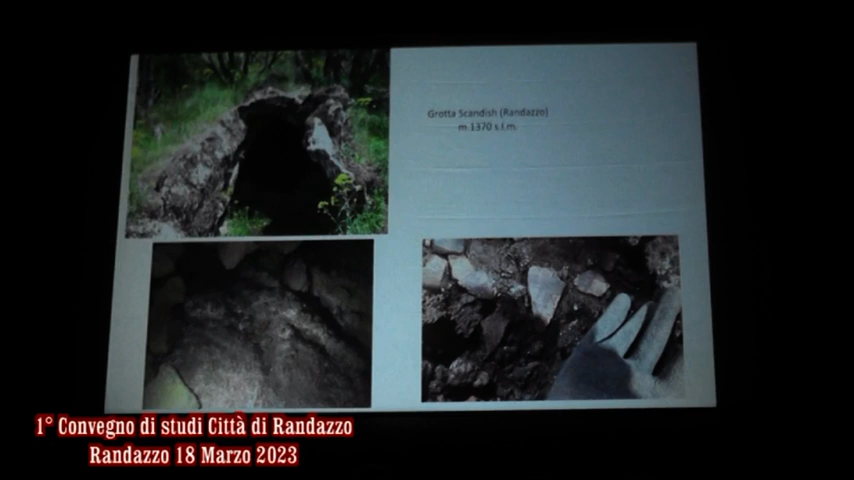 Grotta Scandish (Randazzo)
m.1370 s.l.m.
1° Convegno di studi Città di Randazzo
Randazzo 18 Marzo 2023